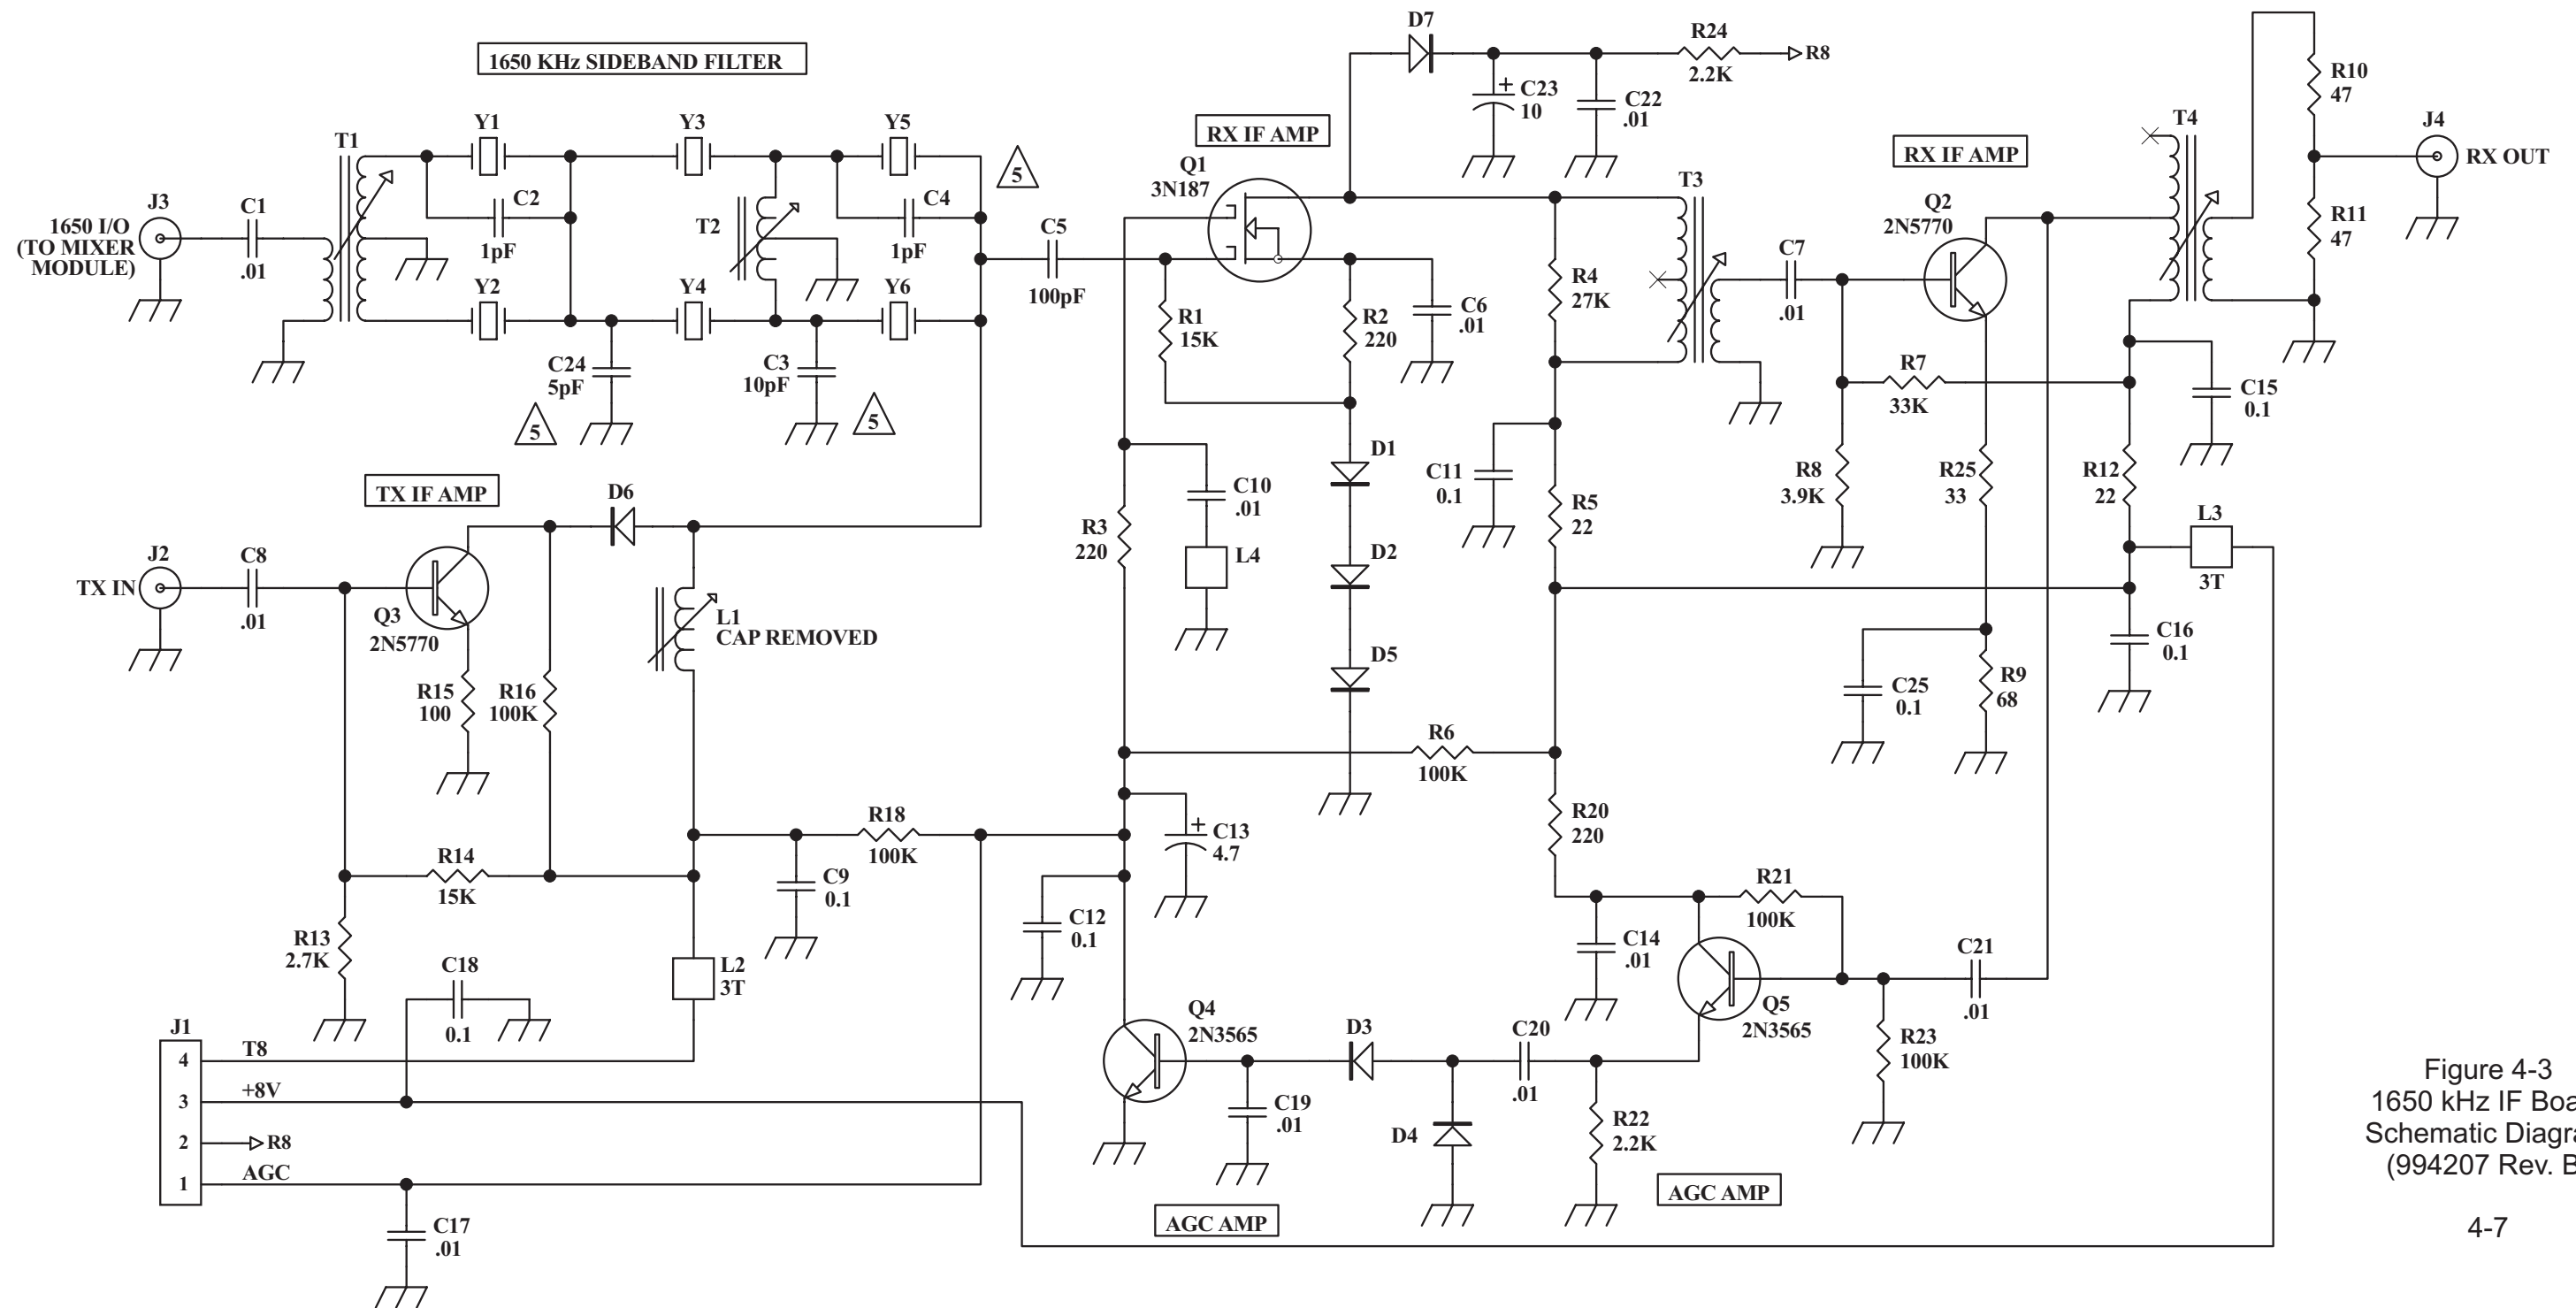 1650 KHz SIDEBAND FILTER
J3
1650 I/O
(TO MIXER
MODULE)
C1
.01
T1
Y1
C2
1pF
Y2
Y3
T2
Y4
Y5
C4
1pF
Y6
5
C24
5pF
5
C3
10pF
5
C5
100pF
D7
C23
10
+
C22
.01
R24
2.2K
R8
RX IF AMP
Q1
3N187
R1
15K
R2
220
C6
.01
R4
27K
T3
C7
.01
RX IF AMP
Q2
2N5770
T4
R10
47
J4
RX OUT
R11
47
R7
33K
C15
0.1
R8
3.9K
R25
33
R12
22
L3
3T
C16
0.1
R9
68
C25
0.1
D1
D2
D5
C11
0.1
R5
22
C10
.01
L4
R3
220
TX IF AMP
D6
J2
TX IN
C8
.01
Q3
2N5770
L1
CAP REMOVED
R15
100
R16
100K
R14
15K
R13
2.7K
R18
100K
C9
0.1
R6
100K
C13
4.7
+
C12
0.1
R20
220
R21
100K
C14
.01
Q5
2N3565
C21
.01
R23
100K
L2
3T
C18
0.1
J1
4
T8
3
+8V
2
R8
1
AGC
C17
.01
Q4
2N3565
D3
C20
.01
C19
.01
D4
R22
2.2K
AGC AMP
AGC AMP
Figure 4-3
1650 kHz IF Boa
Schematic Diagra
(994207 Rev. B
4-7